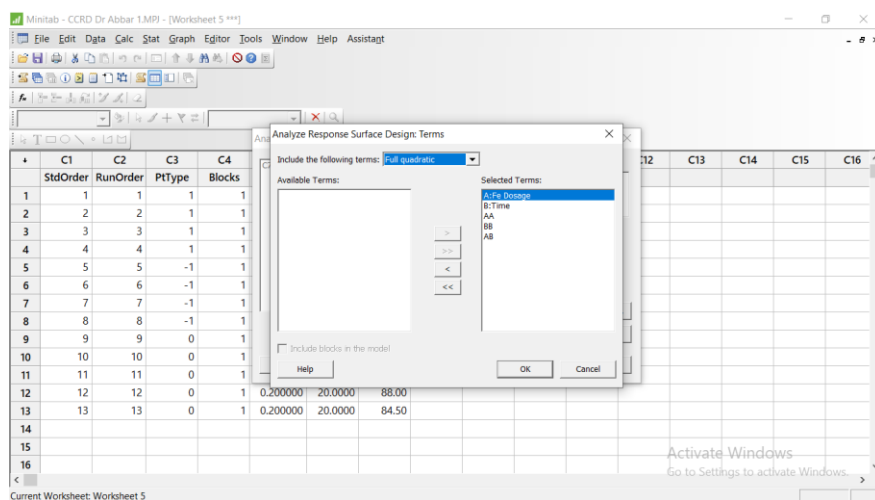 Minitab - CCRD Dr Abbar 1.MPJ - [Worksheet 5 ***]
File Edit Data Calc Stat Graph Editor Tools Window Help Assistant
Analyze Response Surface Design: Terms
Include the following terms: Full quadratic
Available Terms: Selected Terms:
A:Fe Dosage
B:Time
AA
BB
AB
> 
>>
<
<<
Include blocks in the model
Help OK Cancel
C1 C2 C3 C4 C13 C14 C15 C16
StdOrder RunOrder PtType Blocks
1 1 1 1 1
2 2 2 1 1
3 3 3 1 1
4 4 4 1 1
5 5 5 -1 1
6 6 6 -1 1
7 7 7 -1 1
8 8 8 -1 1
9 9 9 0 1
10 10 10 0 1
11 11 11 0 1
12 12 12 0 1 0.200000 20.0000 88.00
13 13 13 0 1 0.200000 20.0000 84.50
14
15
16
Activate Windows
Go to Settings to activate Windows.
Current Worksheet: Worksheet 5